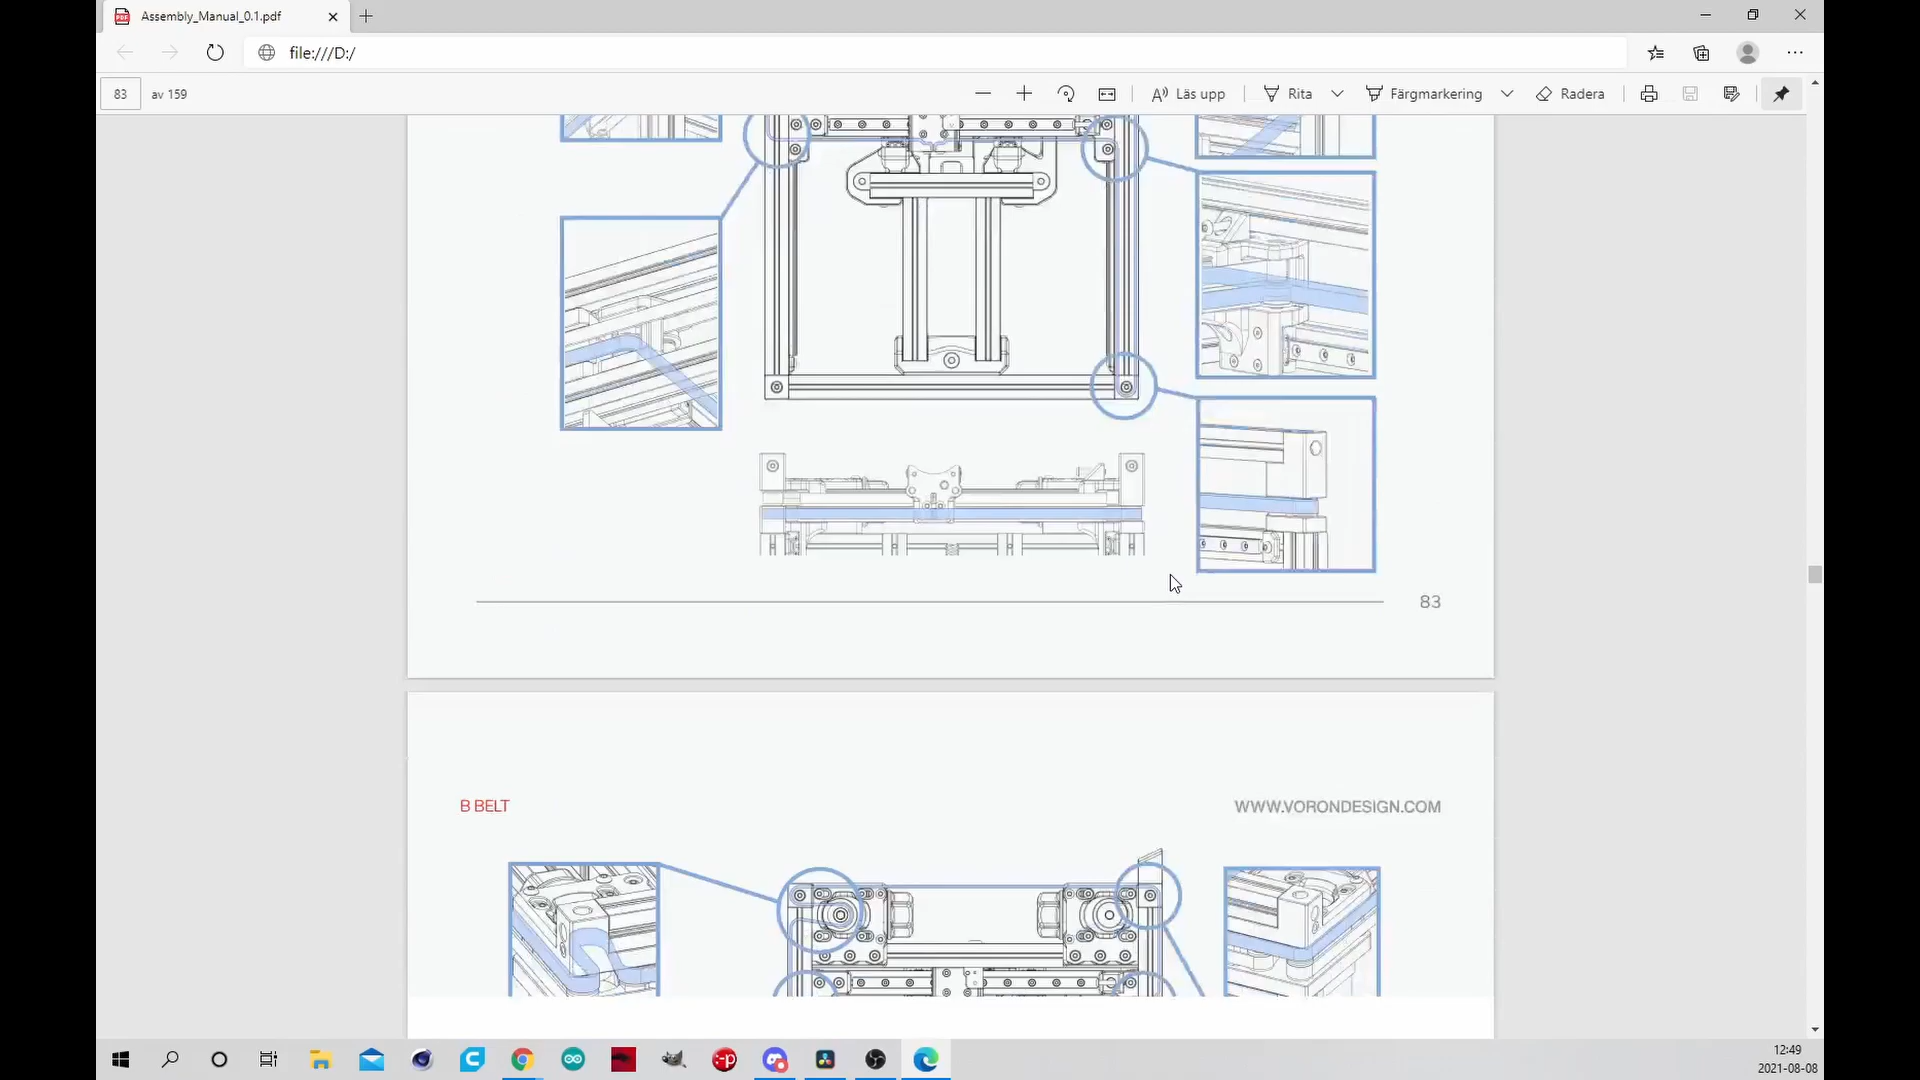 Assembly_Manual_0.1.pdf
file:///D:/
83 av 159
Läs upp
Rita
Färgmarkering
Radera
83
B BELT
WWW.VORONDESIGN.COM
12:49
2021-08-08